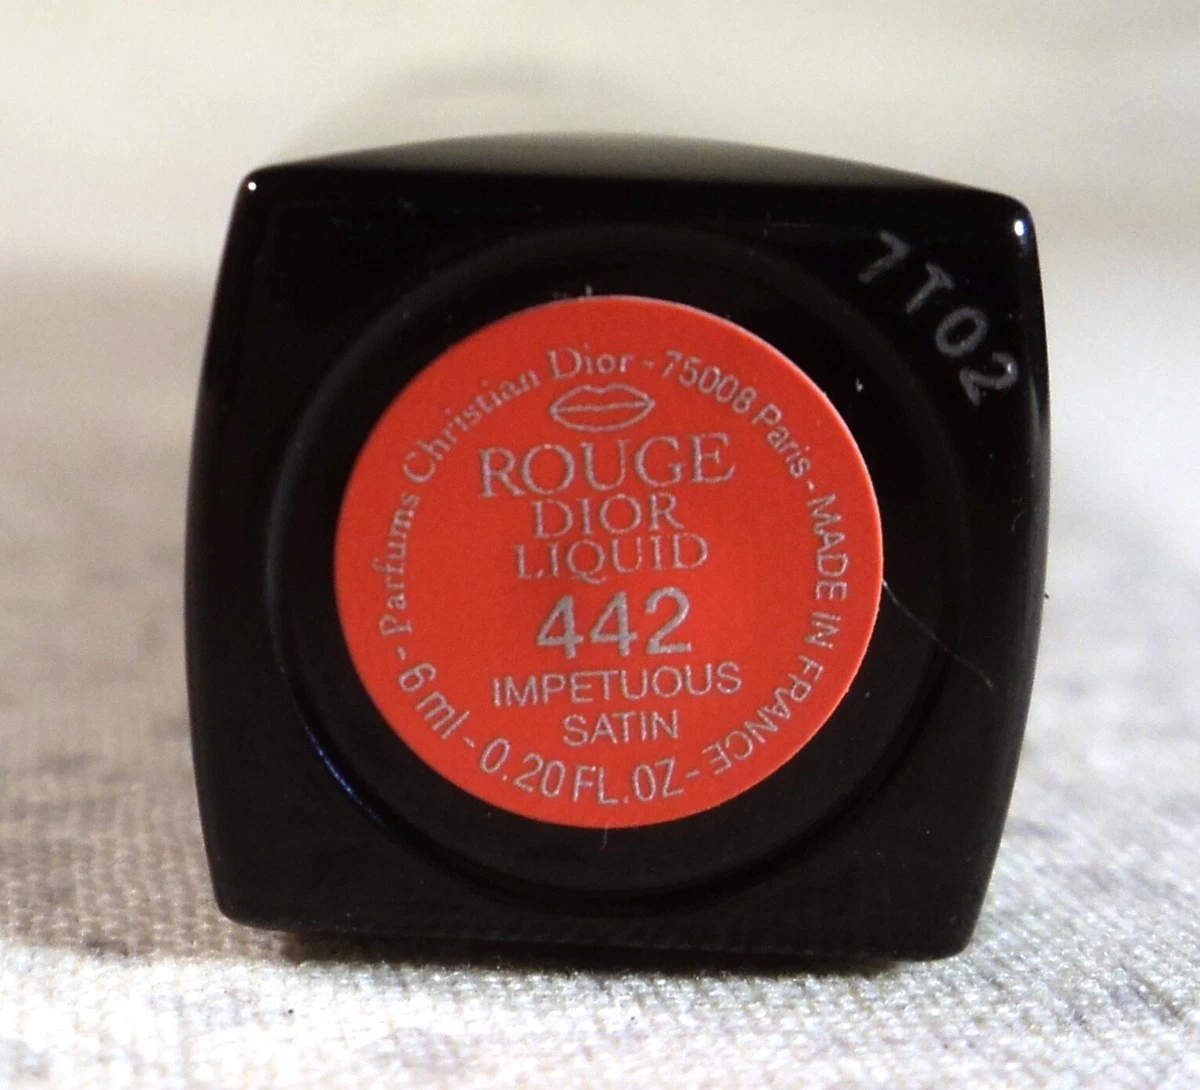 7T02
Parfums Christian Dior - 75008 Paris - MADE IN FRANCE - 6 ml - 0.20 FL.OZ -
ROUGE
DIOR
LIQUID
442
IMPETUOUS
SATIN